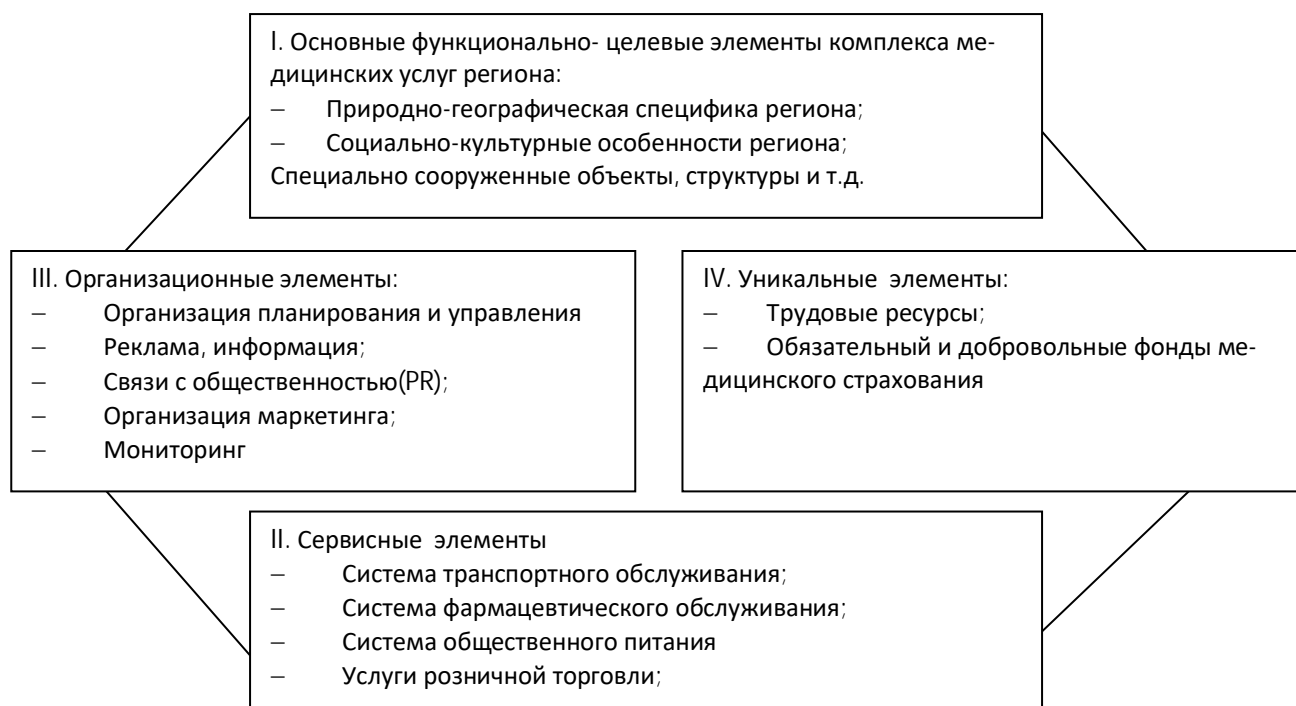 I. Основные функционально- целевые элементы комплекса ме-
дицинских услуг региона:
– Природно-географическая специфика региона;
– Социально-культурные особенности региона;
Специально сооруженные объекты, структуры и т.д.
III. Организационные элементы:
– Организация планирования и управления
– Реклама, информация;
– Связи с общественностью(PR);
– Организация маркетинга;
– Мониторинг
IV. Уникальные элементы:
– Трудовые ресурсы;
– Обязательный и добровольные фонды ме-
дицинского страхования
II. Сервисные элементы
– Система транспортного обслуживания;
– Система фармацевтического обслуживания;
– Система общественного питания
– Услуги розничной торговли;